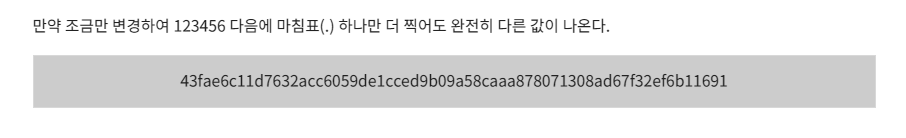 만약 조금만 변경하여 123456 다음에 마침표(.) 하나만 더 찍어도 완전히 다른 값이 나온다.
43fae6c11d7632acc6059de1cced9b09a58caaa878071308ad67f32ef6b11691